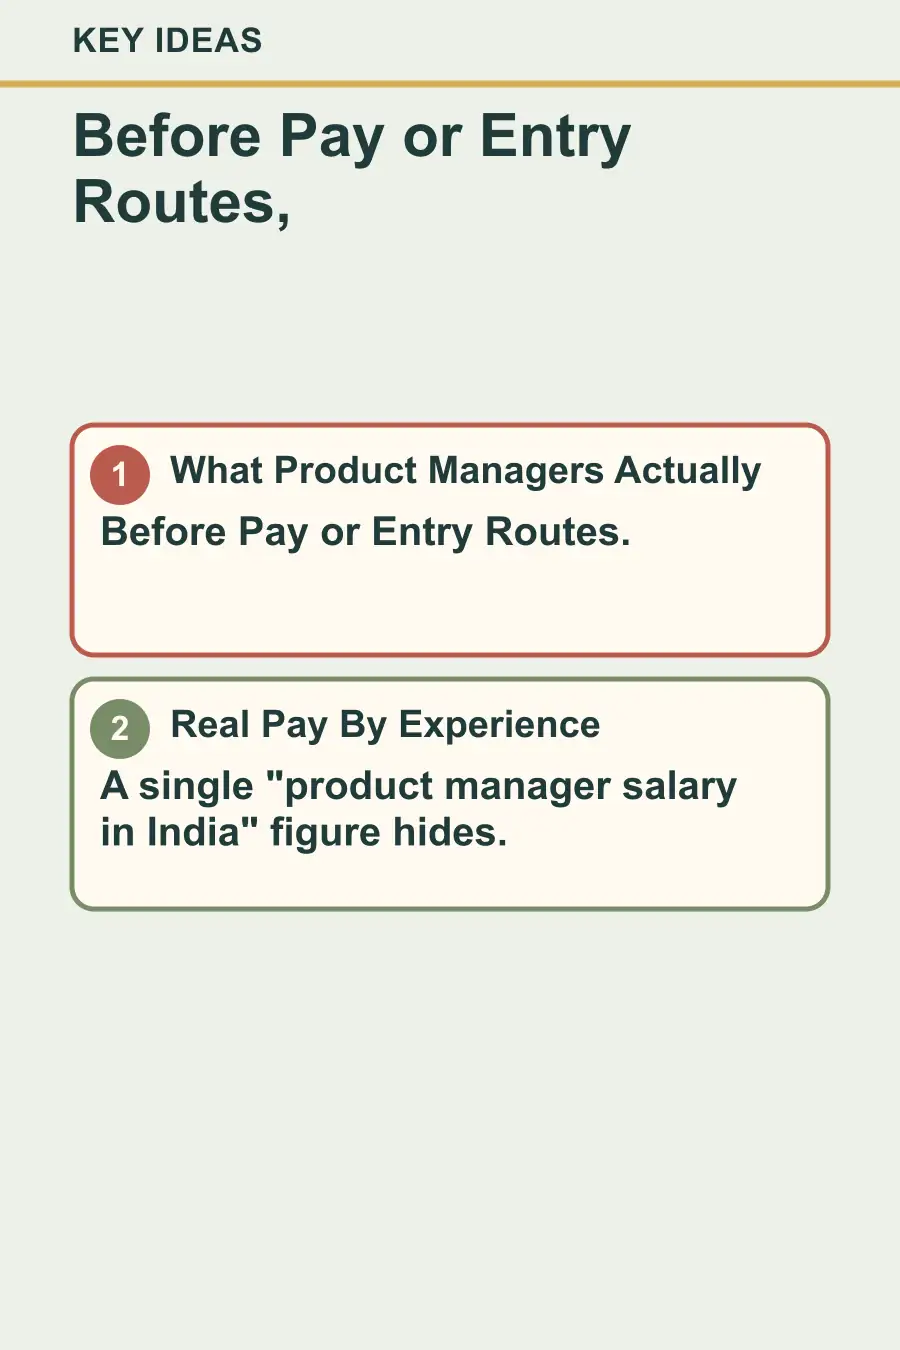 KEY IDEAS
Before Pay or Entry
Routes,
1 What Product Managers Actually
Before Pay or Entry Routes.
2 Real Pay By Experience
A single "product manager salary
in India" figure hides.